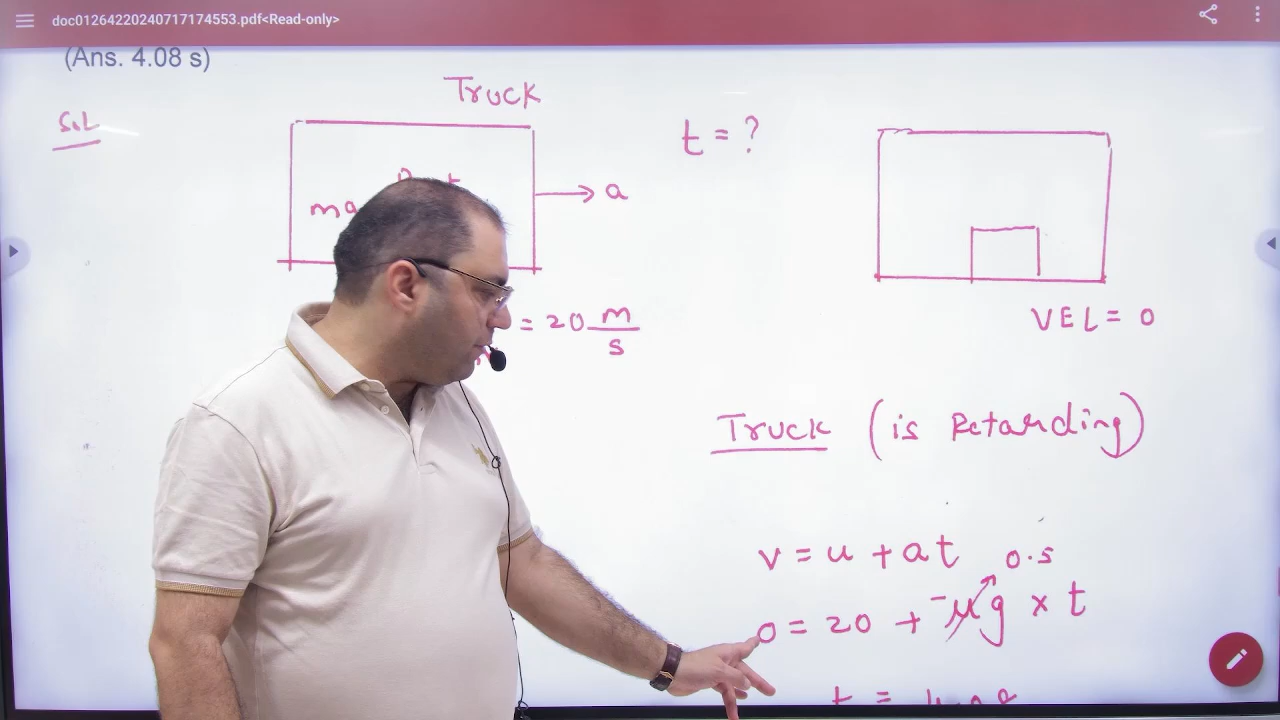 doc01264220240717174553.pdf<Read-only>
(Ans. 4.08 s)
Sol
Truck
t = ?
a
= 20 m/s
VEL = 0
Truck (is Retarding)
v = u + at
0.5
0 = 20 + -μg × t
t =